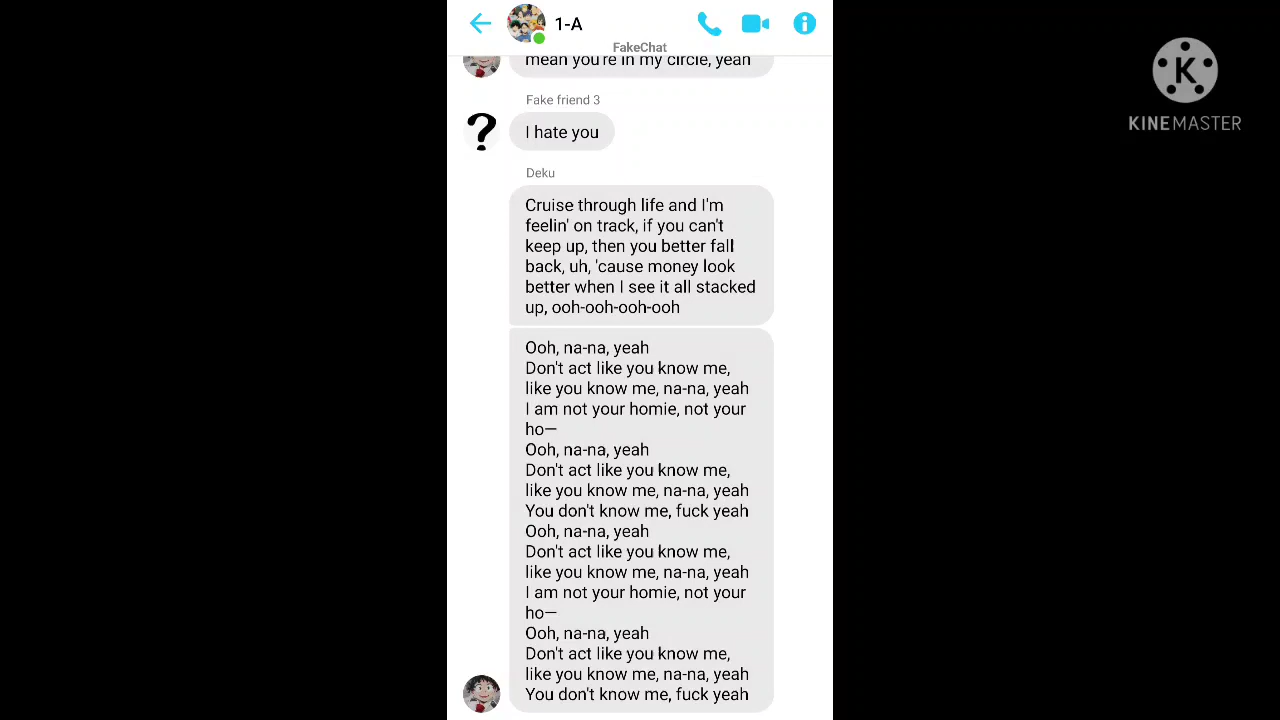 1-A
FakeChat
mean you're in my circle, yeah
Fake friend 3
I hate you
Deku
Cruise through life and I'm
feelin' on track, if you can't
keep up, then you better fall
back, uh, 'cause money look
better when I see it all stacked
up, ooh-ooh-ooh-ooh
Ooh, na-na, yeah
Don't act like you know me,
like you know me, na-na, yeah
I am not your homie, not your
ho—
Ooh, na-na, yeah
Don't act like you know me,
like you know me, na-na, yeah
You don't know me, fuck yeah
Ooh, na-na, yeah
Don't act like you know me,
like you know me, na-na, yeah
I am not your homie, not your
ho—
Ooh, na-na, yeah
Don't act like you know me,
like you know me, na-na, yeah
You don't know me, fuck yeah
K
KINEMASTER